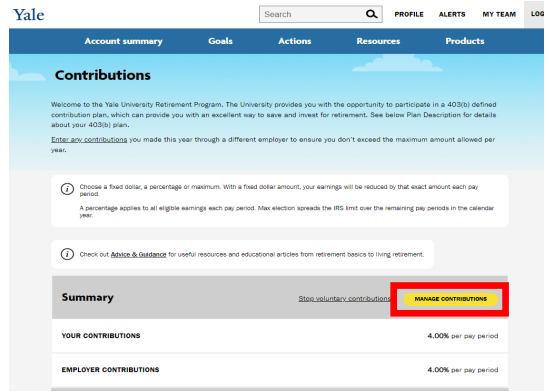 Yale
Search
PROFILE ALERTS MY TEAM LOG
Account summary Goals Actions Resources Products
Contributions
Welcome to the Yale University Retirement Program. The University provides you with the opportunity to participate in a 403(b) defined
contribution plan, which can provide you with an excellent way to save and invest for retirement. See below Plan Description for details
about your 403(b) plan.
Enter any contributions you made this year through a different employer to ensure you don't exceed the maximum amount allowed per
year.
Choose a fixed dollar, a percentage or maximum. With a fixed dollar amount, your earnings will be reduced by that exact amount each pay
period.
A percentage applies to all eligible earnings each pay period. Max election spreads the IRS limit over the remaining pay periods in the calendar
year.
Check out Advice & Guidance for useful resources and educational articles from retirement basics to living retirement.
Summary
Stop voluntary contributions
MANAGE CONTRIBUTIONS
YOUR CONTRIBUTIONS 4.00% per pay period
EMPLOYER CONTRIBUTIONS 4.00% per pay period